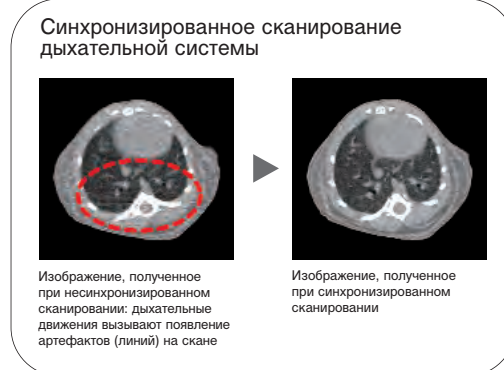 Синхронизированное сканирование
дыхательной системы
Изображение, полученное
при несинхронизированном
сканировании: дыхательные
движения вызывают появление
артефактов (линий) на скане
Изображение, полученное
при синхронизированном
сканировании